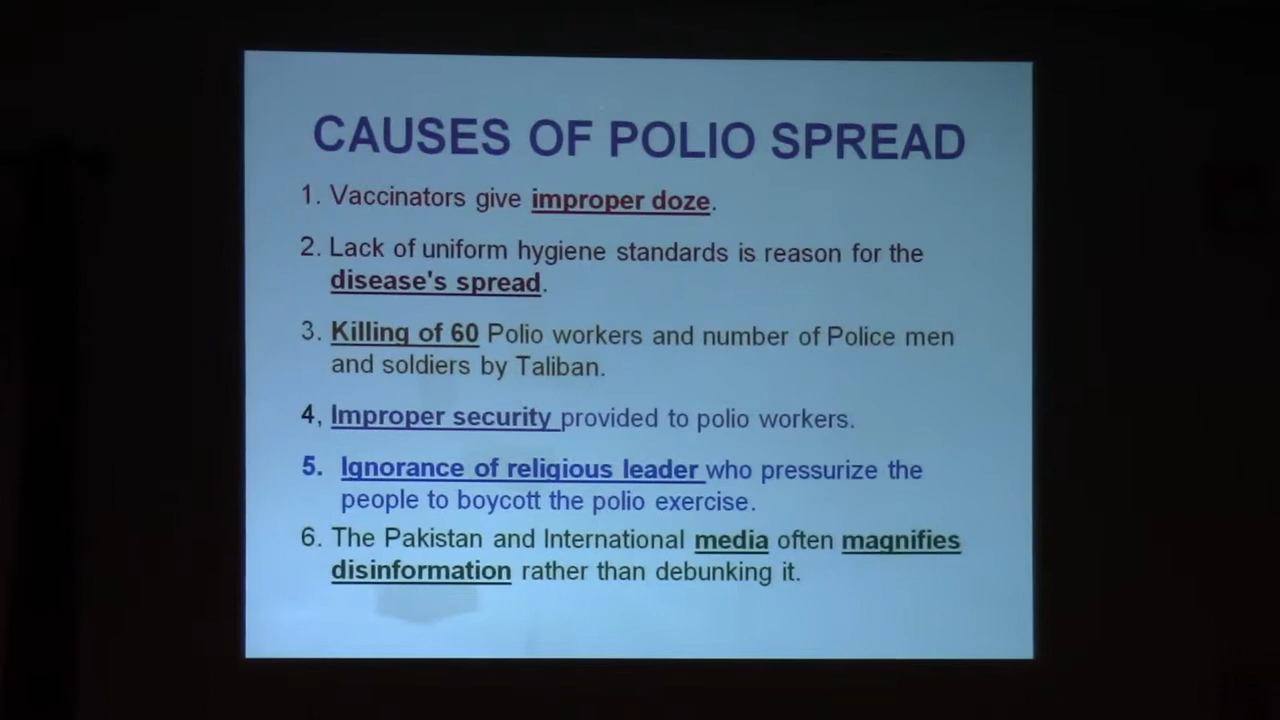 CAUSES OF POLIO SPREAD
1. Vaccinators give improper doze.
2. Lack of uniform hygiene standards is reason for the
disease's spread.
3. Killing of 60 Polio workers and number of Police men
and soldiers by Taliban.
4, Improper security provided to polio workers.
5. Ignorance of religious leader who pressurize the
people to boycott the polio exercise.
6. The Pakistan and International media often magnifies
disinformation rather than debunking it.